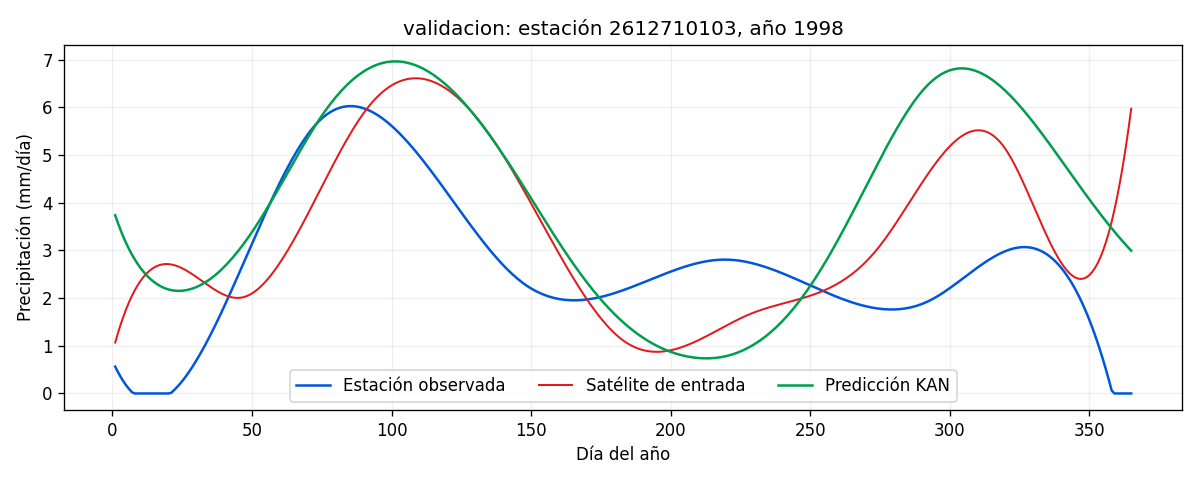 validacion: estación 2612710103, año 1998
Precipitación (mm/día)
7
6
5
4
3
2
1
0
Estación observada
Satélite de entrada
Predicción KAN
0 50 100 150 200 250 300 350
Día del año